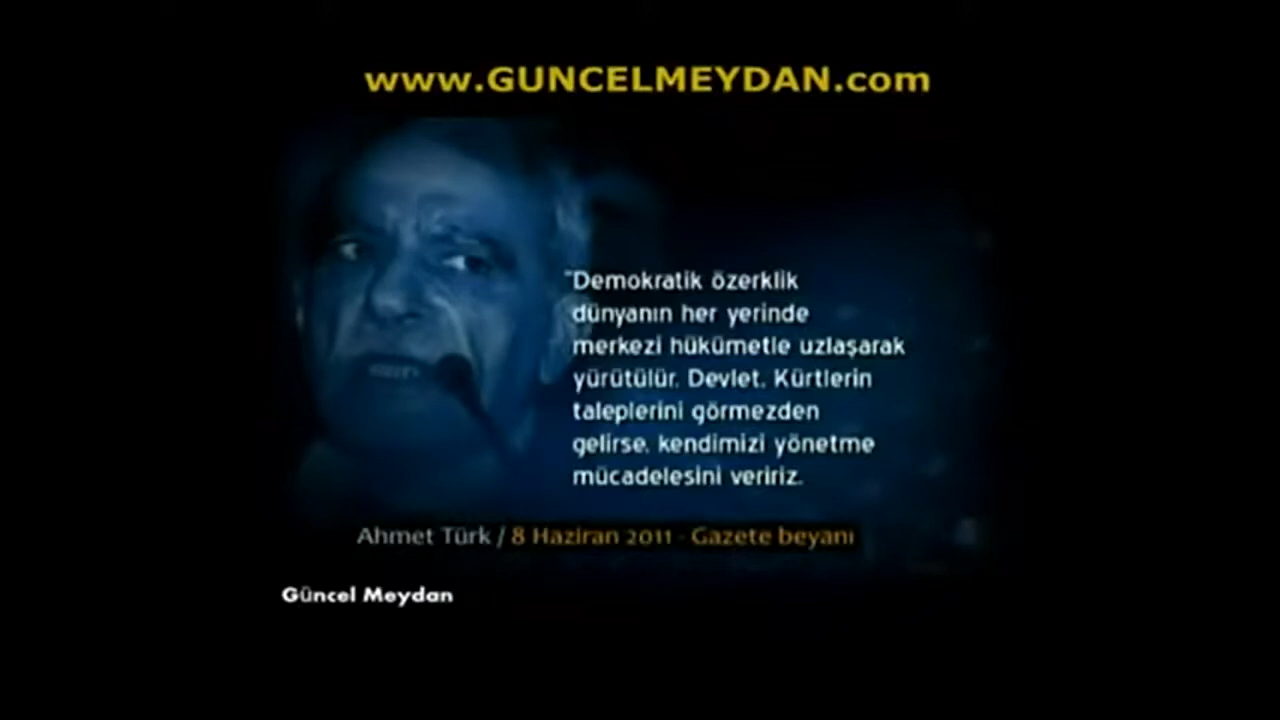 www.GUNCELMEYDAN.com
"Demokratik özerklik
dünyanın her yerinde
merkezi hükümetle uzlaşarak
yürütülür. Devlet, Kürtlerin
taleplerini görmezden
gelirse, kendimizi yönetme
mücadelesini veririz.
Ahmet Türk / 8 Haziran 2011 - Gazete beyanı
Güncel Meydan